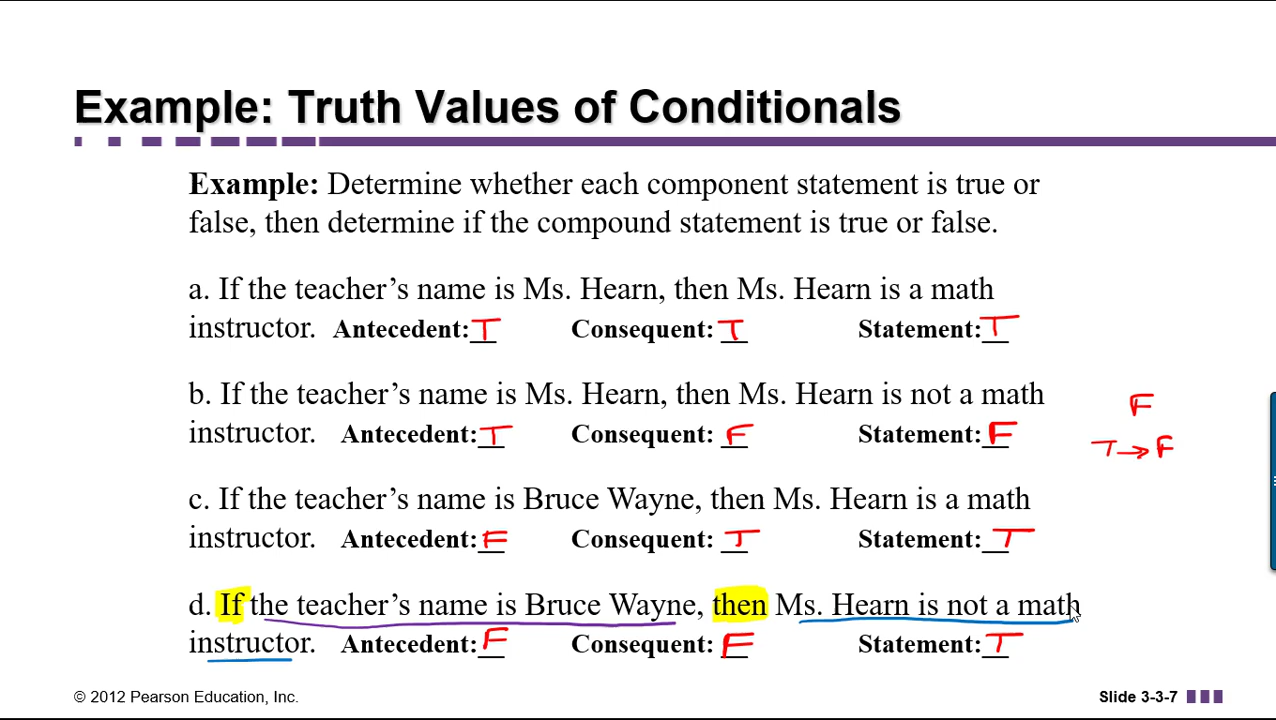 Example: Truth Values of Conditionals
Example: Determine whether each component statement is true or
false, then determine if the compound statement is true or false.
a. If the teacher’s name is Ms. Hearn, then Ms. Hearn is a math
instructor. Antecedent: T Consequent: T Statement: T
b. If the teacher’s name is Ms. Hearn, then Ms. Hearn is not a math
F
instructor. Antecedent: T Consequent: F Statement: F
T → F
c. If the teacher’s name is Bruce Wayne, then Ms. Hearn is a math
instructor. Antecedent: F Consequent: T Statement: T
d. If the teacher’s name is Bruce Wayne, then Ms. Hearn is not a math
instructor. Antecedent: F Consequent: F Statement: T
© 2012 Pearson Education, Inc.
Slide 3-3-7